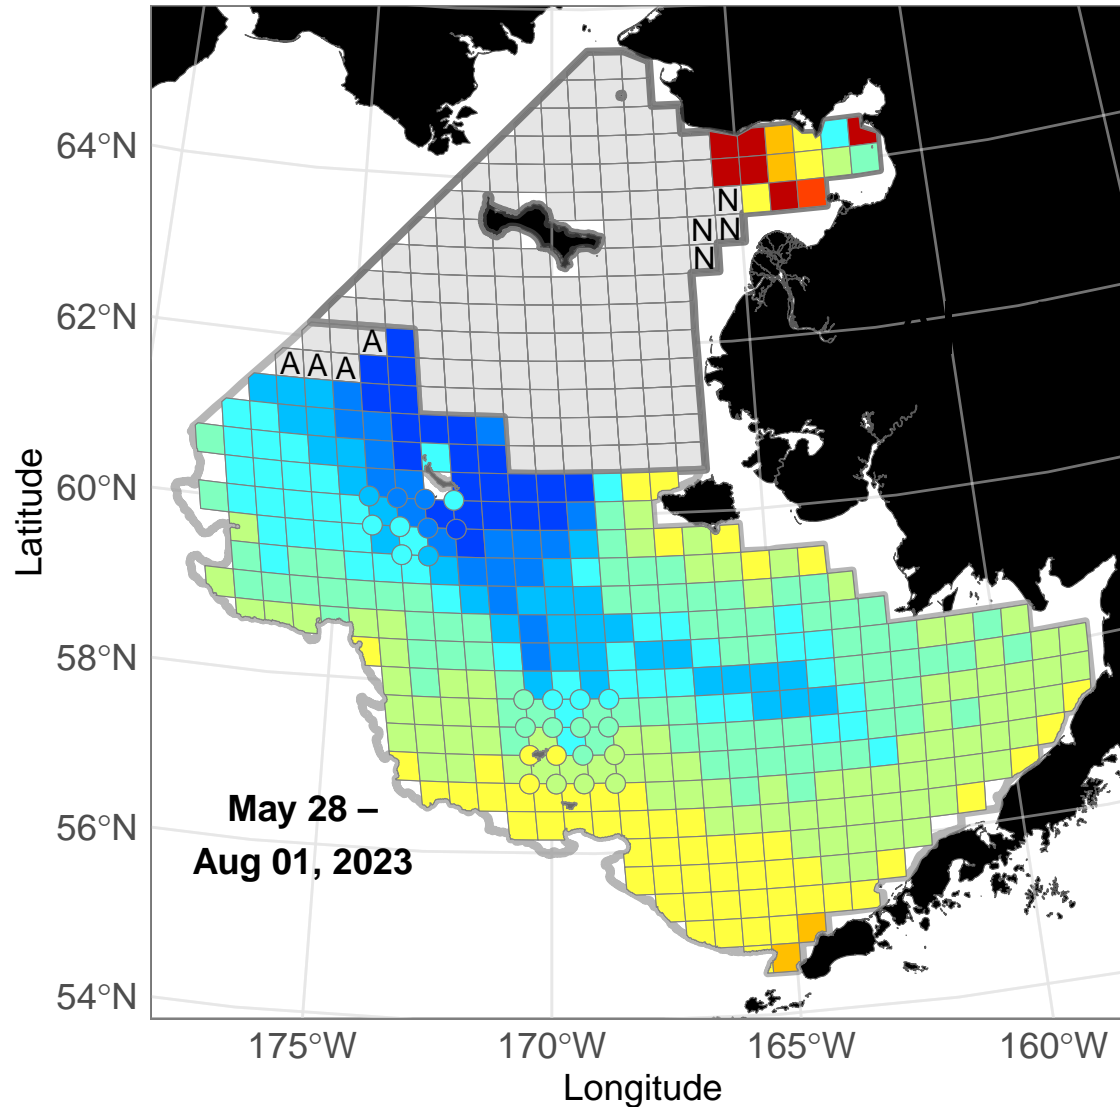 64°N
62°N
60°N
58°N
56°N
54°N
Latitude
N
N N
N
A
A A A
May 28 –
Aug 01, 2023
175°W 170°W 165°W 160°W
Longitude